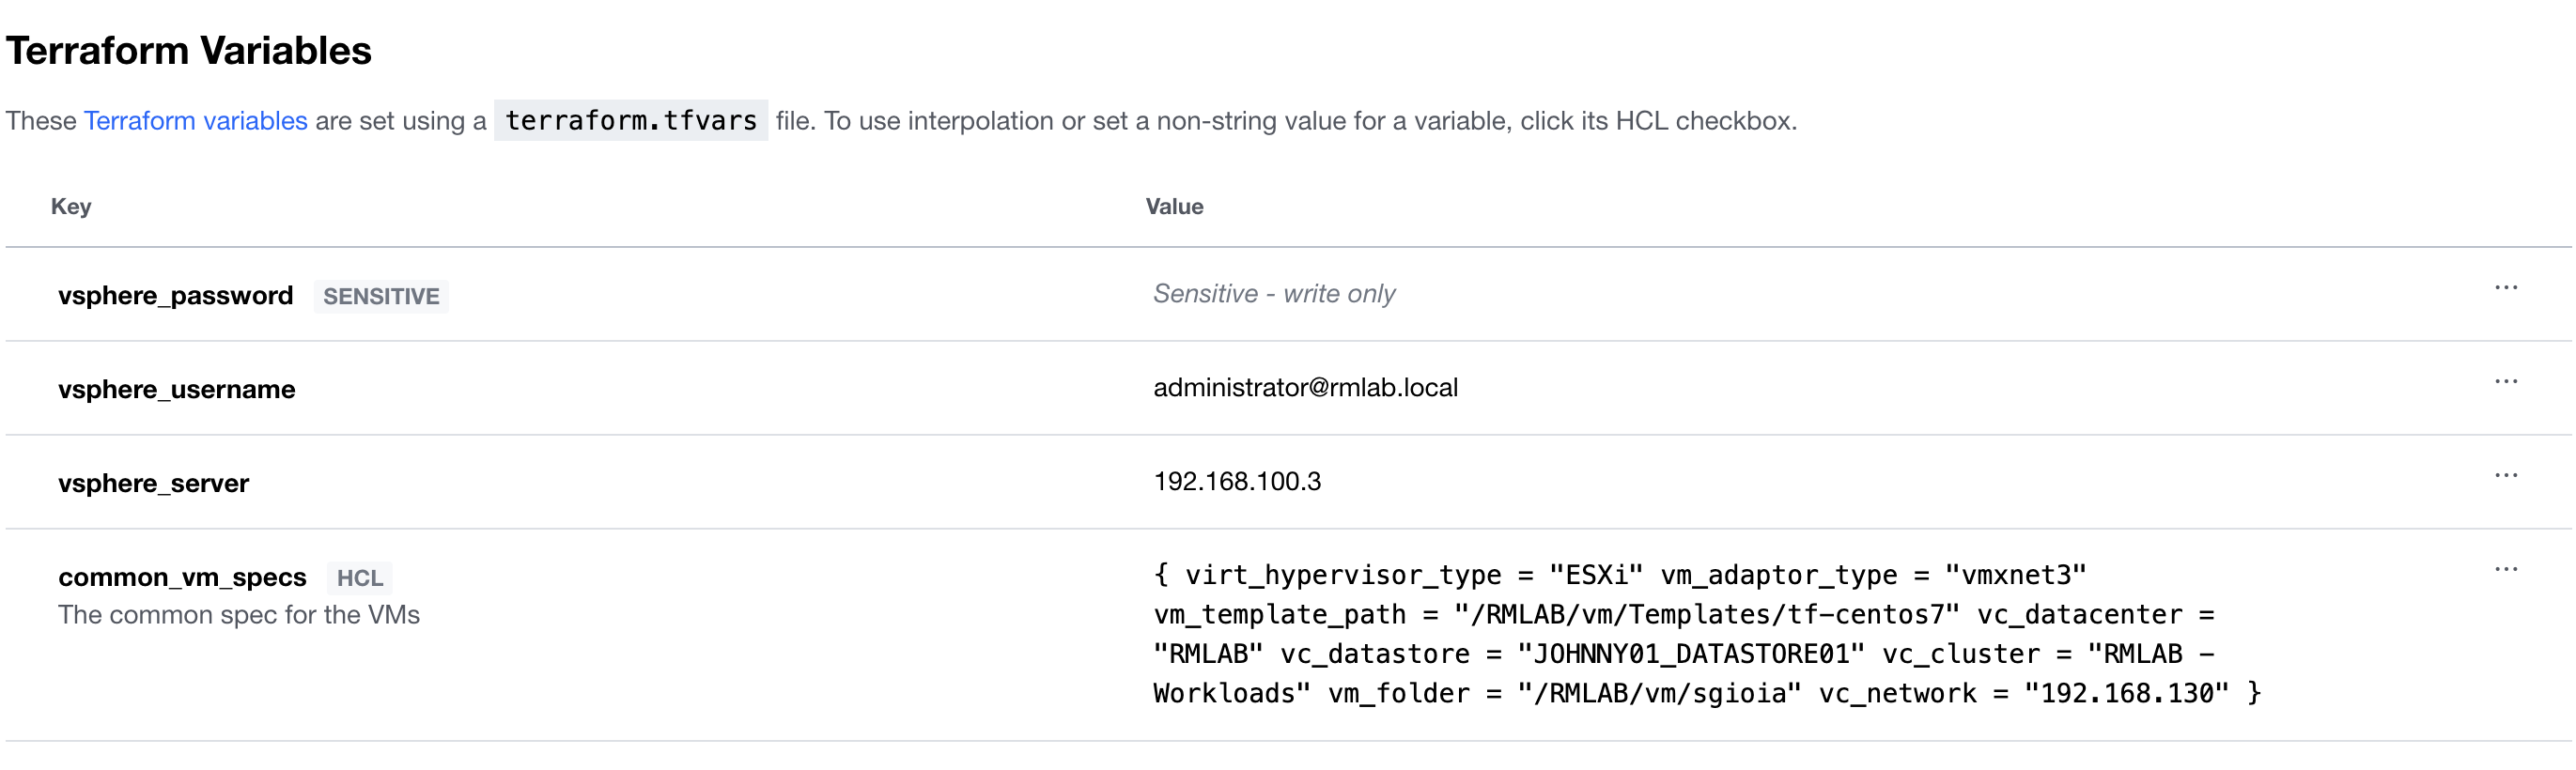 Terraform Variables
These Terraform variables are set using a terraform.tfvars file. To use interpolation or set a non-string value for a variable, click its HCL checkbox.
Key Value
vsphere_password SENSITIVE Sensitive - write only ...
vsphere_username administrator@rmlab.local ...
vsphere_server 192.168.100.3 ...
common_vm_specs HCL { virt_hypervisor_type = "ESXi" vm_adaptor_type = "vmxnet3" ...
The common spec for the VMs vm_template_path = "/RMLAB/vm/Templates/tf-centos7" vc_datacenter =
"RMLAB" vc_datastore = "JOHNNY01_DATASTORE01" vc_cluster = "RMLAB -
Workloads" vm_folder = "/RMLAB/vm/sgioia" vc_network = "192.168.130" }